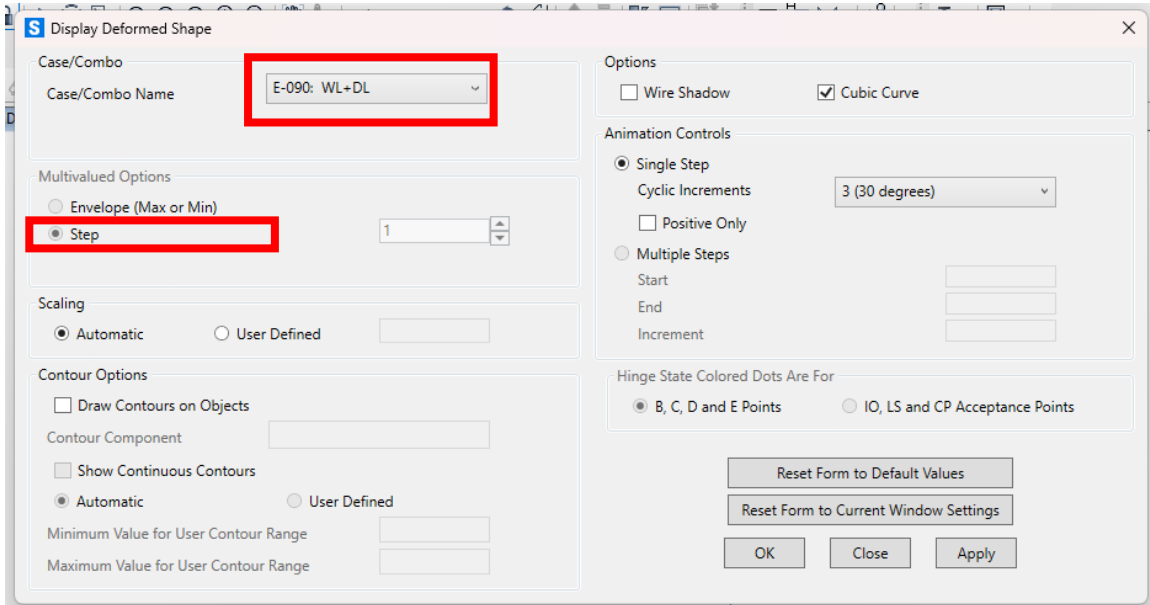 S Display Deformed Shape
Case/Combo
Case/Combo Name
E-090: WL+DL
Multivalued Options
Envelope (Max or Min)
Step
1
Scaling
Automatic
User Defined
Contour Options
Draw Contours on Objects
Contour Component
Show Continuous Contours
Automatic
User Defined
Minimum Value for User Contour Range
Maximum Value for User Contour Range
Options
Wire Shadow
Cubic Curve
Animation Controls
Single Step
Cyclic Increments
3 (30 degrees)
Positive Only
Multiple Steps
Start
End
Increment
Hinge State Colored Dots Are For
B, C, D and E Points
IO, LS and CP Acceptance Points
Reset Form to Default Values
Reset Form to Current Window Settings
OK
Close
Apply